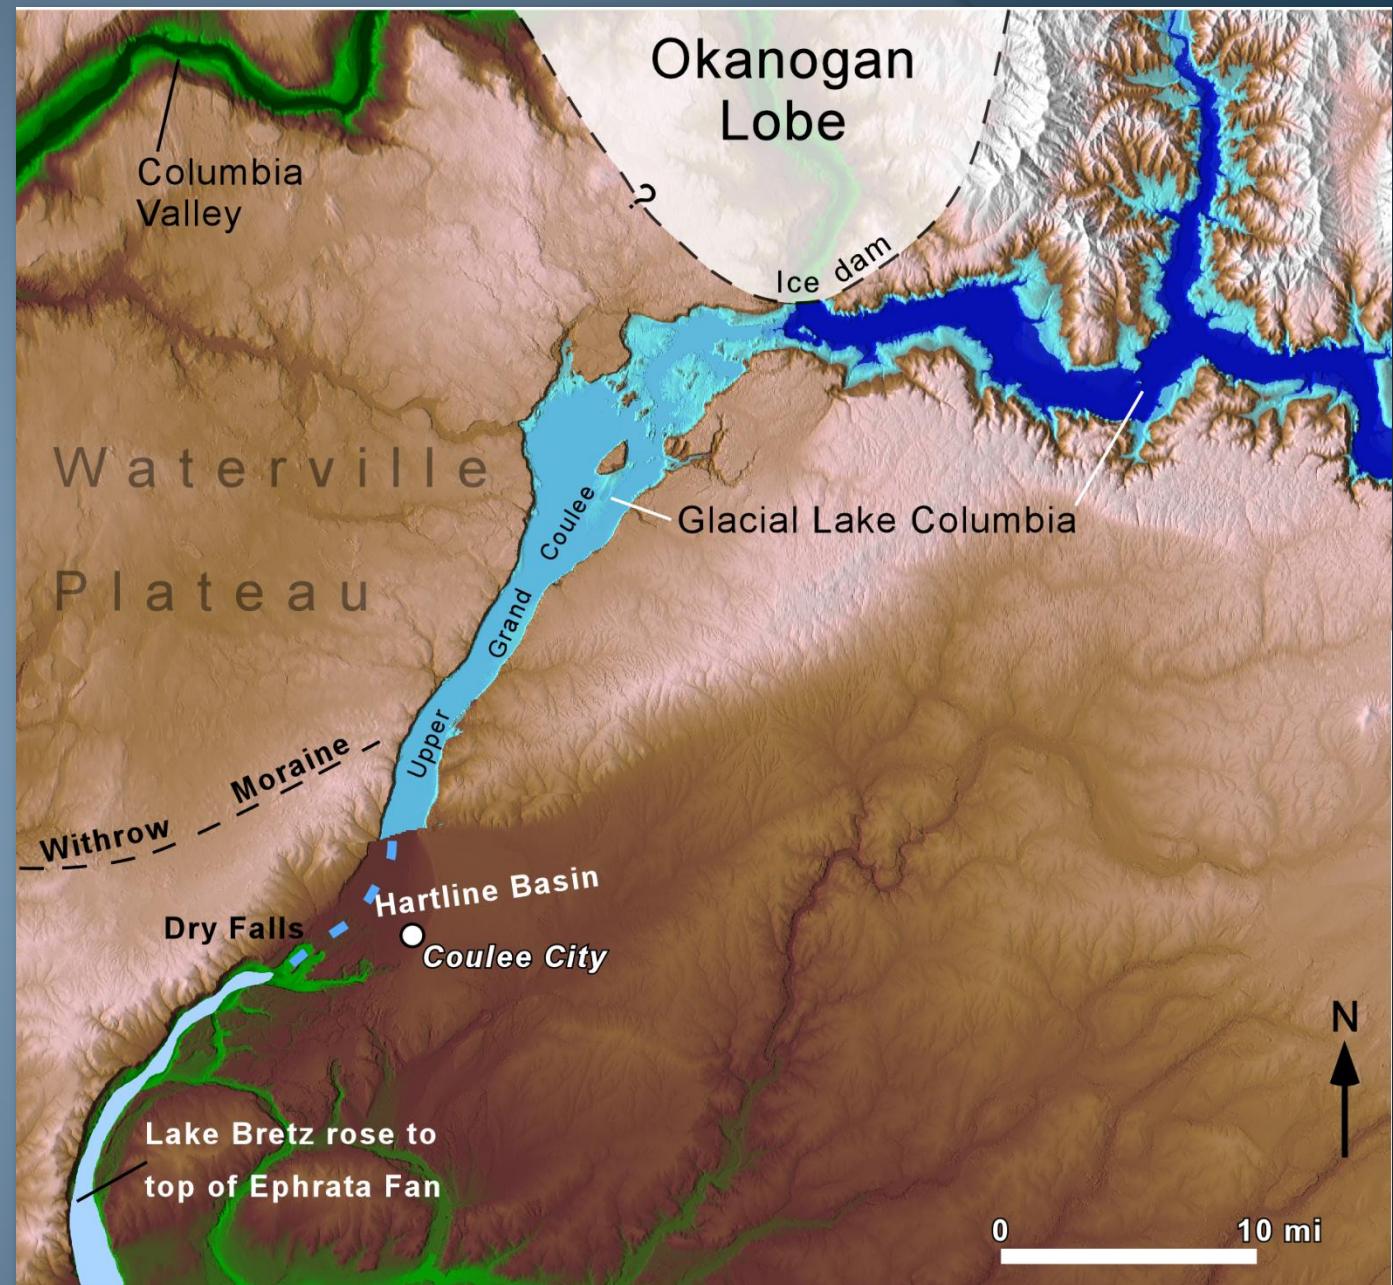 Okanogan
Lobe
Columbia
Valley
?
Ice dam
Waterville
Plateau
Upper Grand Coulee
Glacial Lake Columbia
Withrow Moraine
Hartline Basin
Dry Falls
Coulee City
N
Lake Bretz rose to
top of Ephrata Fan
0 10 mi